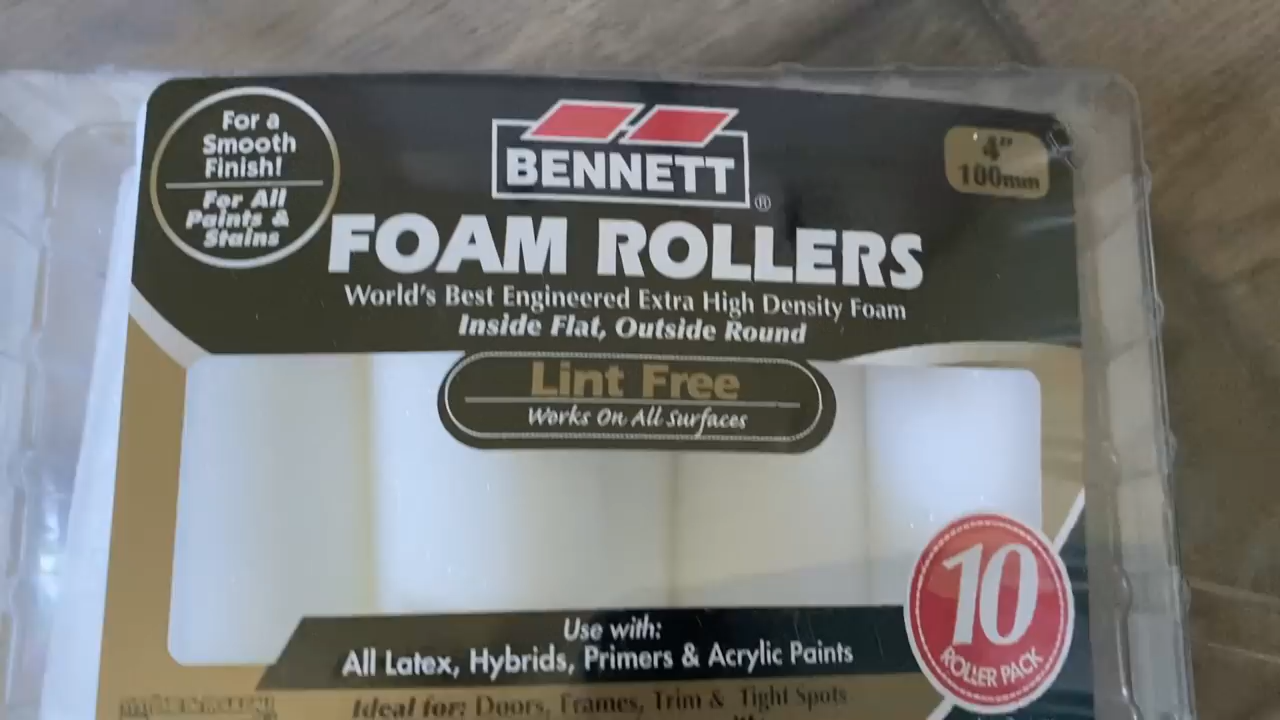 For a
Smooth
Finish!
For All
Paints &
Stains
BENNETT®
4"
100mm
FOAM ROLLERS
World's Best Engineered Extra High Density Foam
Inside Flat, Outside Round
Lint Free
Works On All Surfaces
10
ROLLER PACK
Use with:
All Latex, Hybrids, Primers & Acrylic Paints
Ideal for: Doors, Frames, Trim & Tight Spots